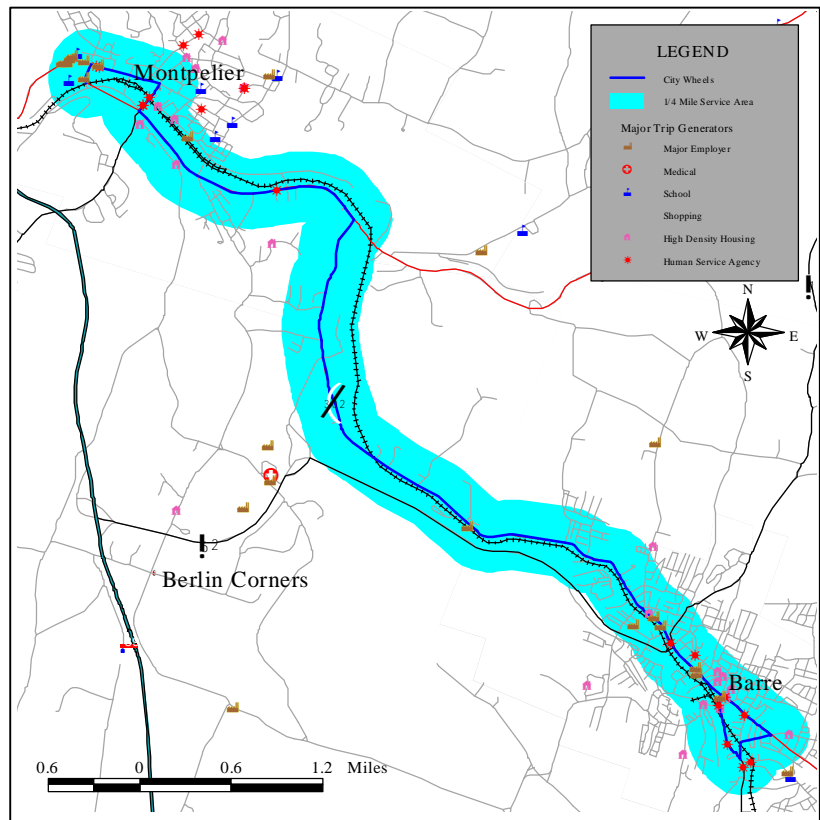 Montpelier
LEGEND
City Wheels
1/4 Mile Service Area
Major Trip Generators
Major Employer
Medical
School
Shopping
High Density Housing
Human Service Agency
N
W E
S
Berlin Corners
Barre
0.6 0 0.6 1.2 Miles